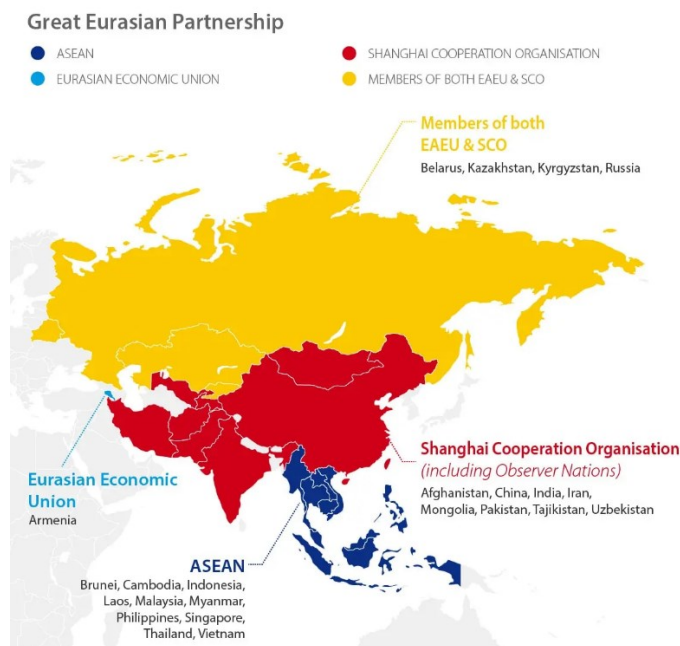 Great Eurasian Partnership
ASEAN
SHANGHAI COOPERATION ORGANISATION
EURASIAN ECONOMIC UNION
MEMBERS OF BOTH EAEU & SCO
Members of both
EAEU & SCO
Belarus, Kazakhstan, Kyrgyzstan, Russia
Shanghai Cooperation Organisation
(including Observer Nations)
Afghanistan, China, India, Iran,
Mongolia, Pakistan, Tajikistan, Uzbekistan
Eurasian Economic
Union
Armenia
ASEAN
Brunei, Cambodia, Indonesia,
Laos, Malaysia, Myanmar,
Philippines, Singapore,
Thailand, Vietnam